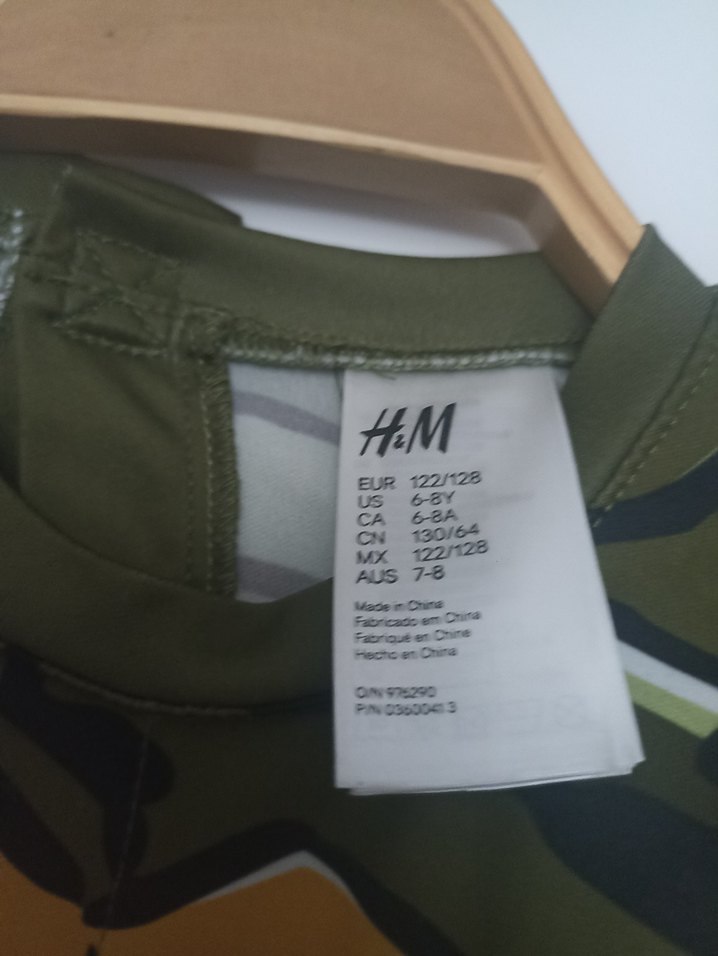 H&M
EUR 122/128
US 6-8Y
CA 6-8A
CN 130/64
MX 122/128
AUS 7-8
Made in China
Fabricado em China
Fabriqué en Chine
Hecho en China
O/N 976290
P/N 0360041 3